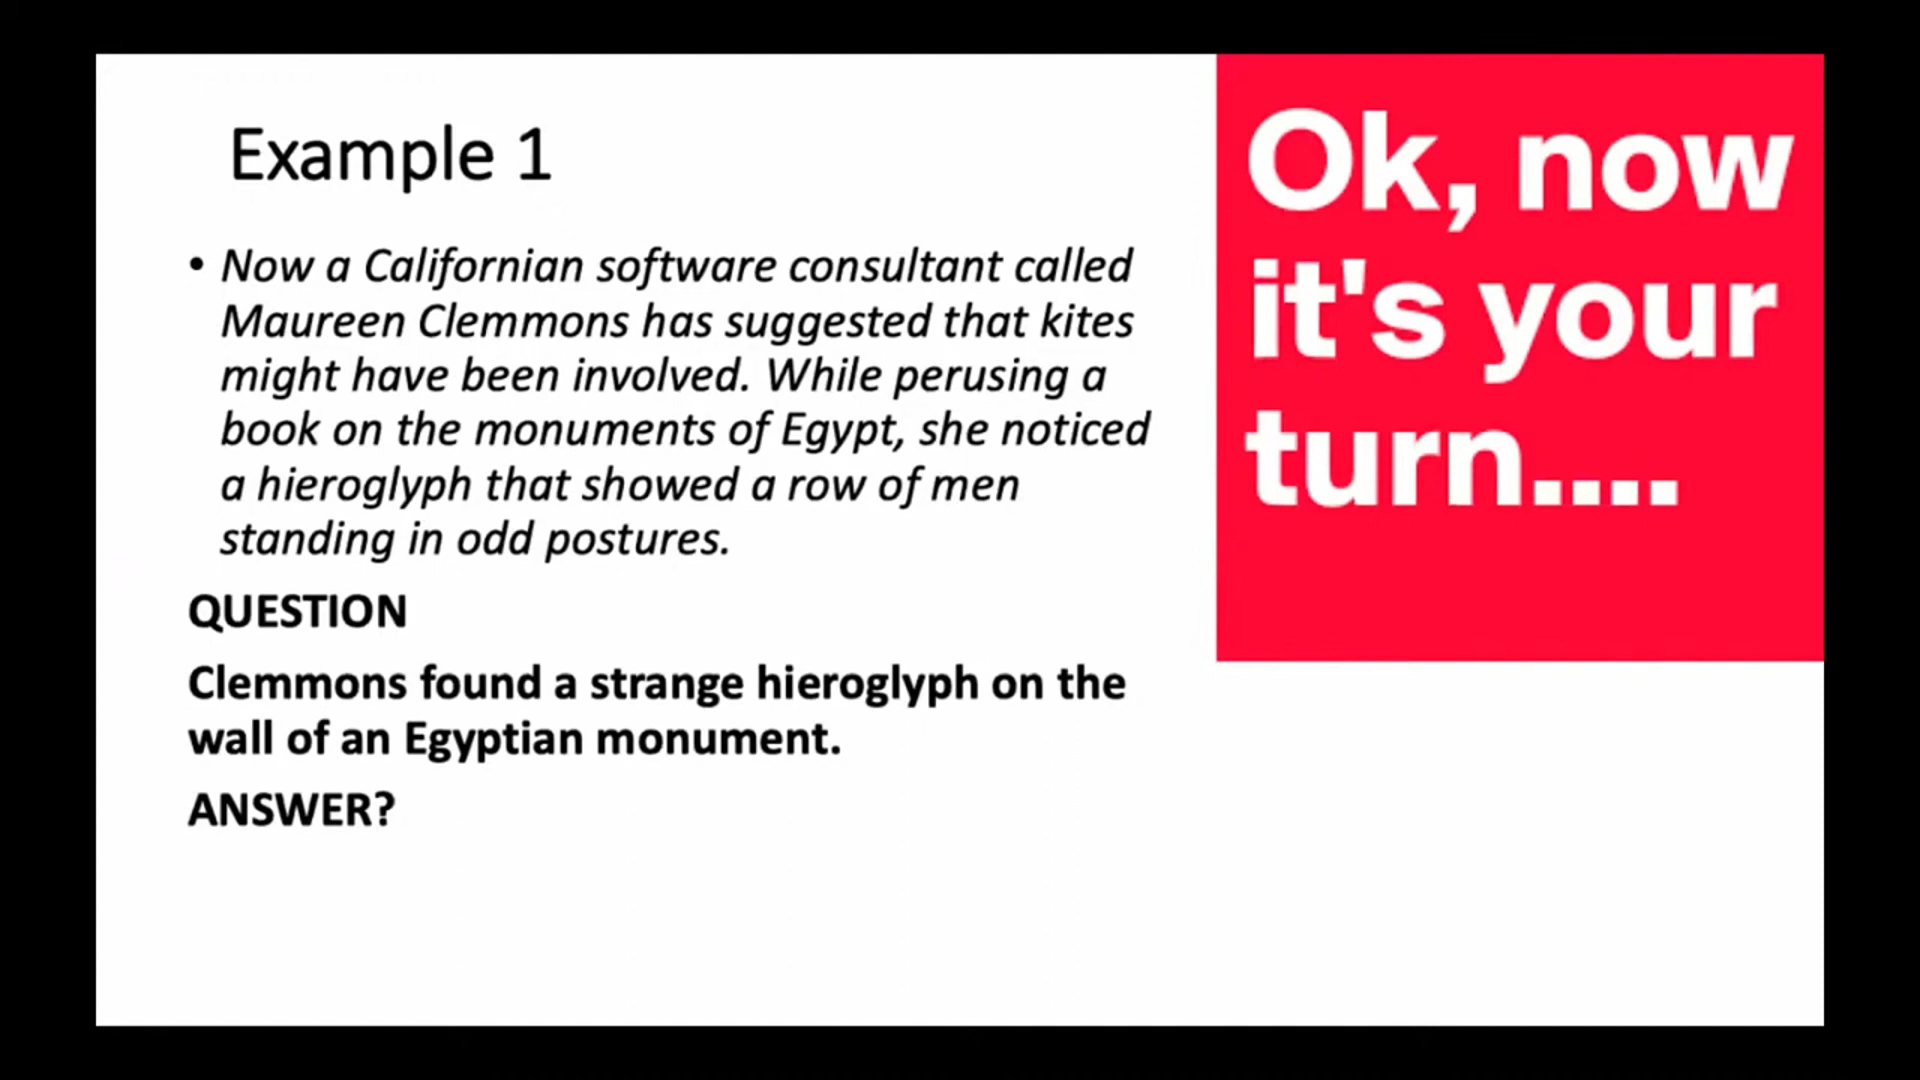 Example 1
• Now a Californian software consultant called
Maureen Clemmons has suggested that kites
might have been involved. While perusing a
book on the monuments of Egypt, she noticed
a hieroglyph that showed a row of men
standing in odd postures.
QUESTION
Clemmons found a strange hieroglyph on the
wall of an Egyptian monument.
ANSWER?
Ok, now
it's your
turn....